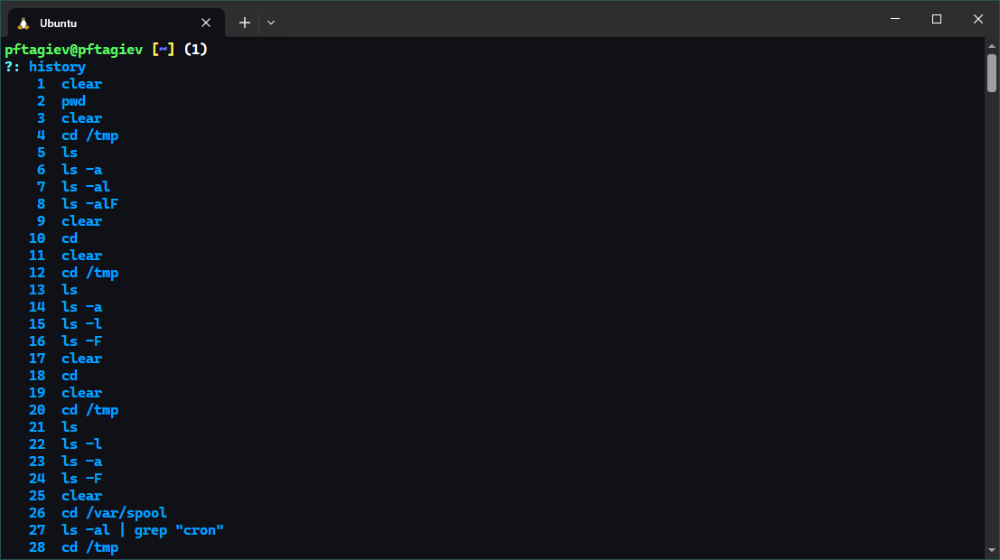 Ubuntu
pftagiev@pftagiev [~] (1)
?: history
1 clear
2 pwd
3 clear
4 cd /tmp
5 ls
6 ls -a
7 ls -al
8 ls -alF
9 clear
10 cd
11 clear
12 cd /tmp
13 ls
14 ls -a
15 ls -l
16 ls -F
17 clear
18 cd
19 clear
20 cd /tmp
21 ls
22 ls -l
23 ls -a
24 ls -F
25 clear
26 cd /var/spool
27 ls -al | grep "cron"
28 cd /tmp